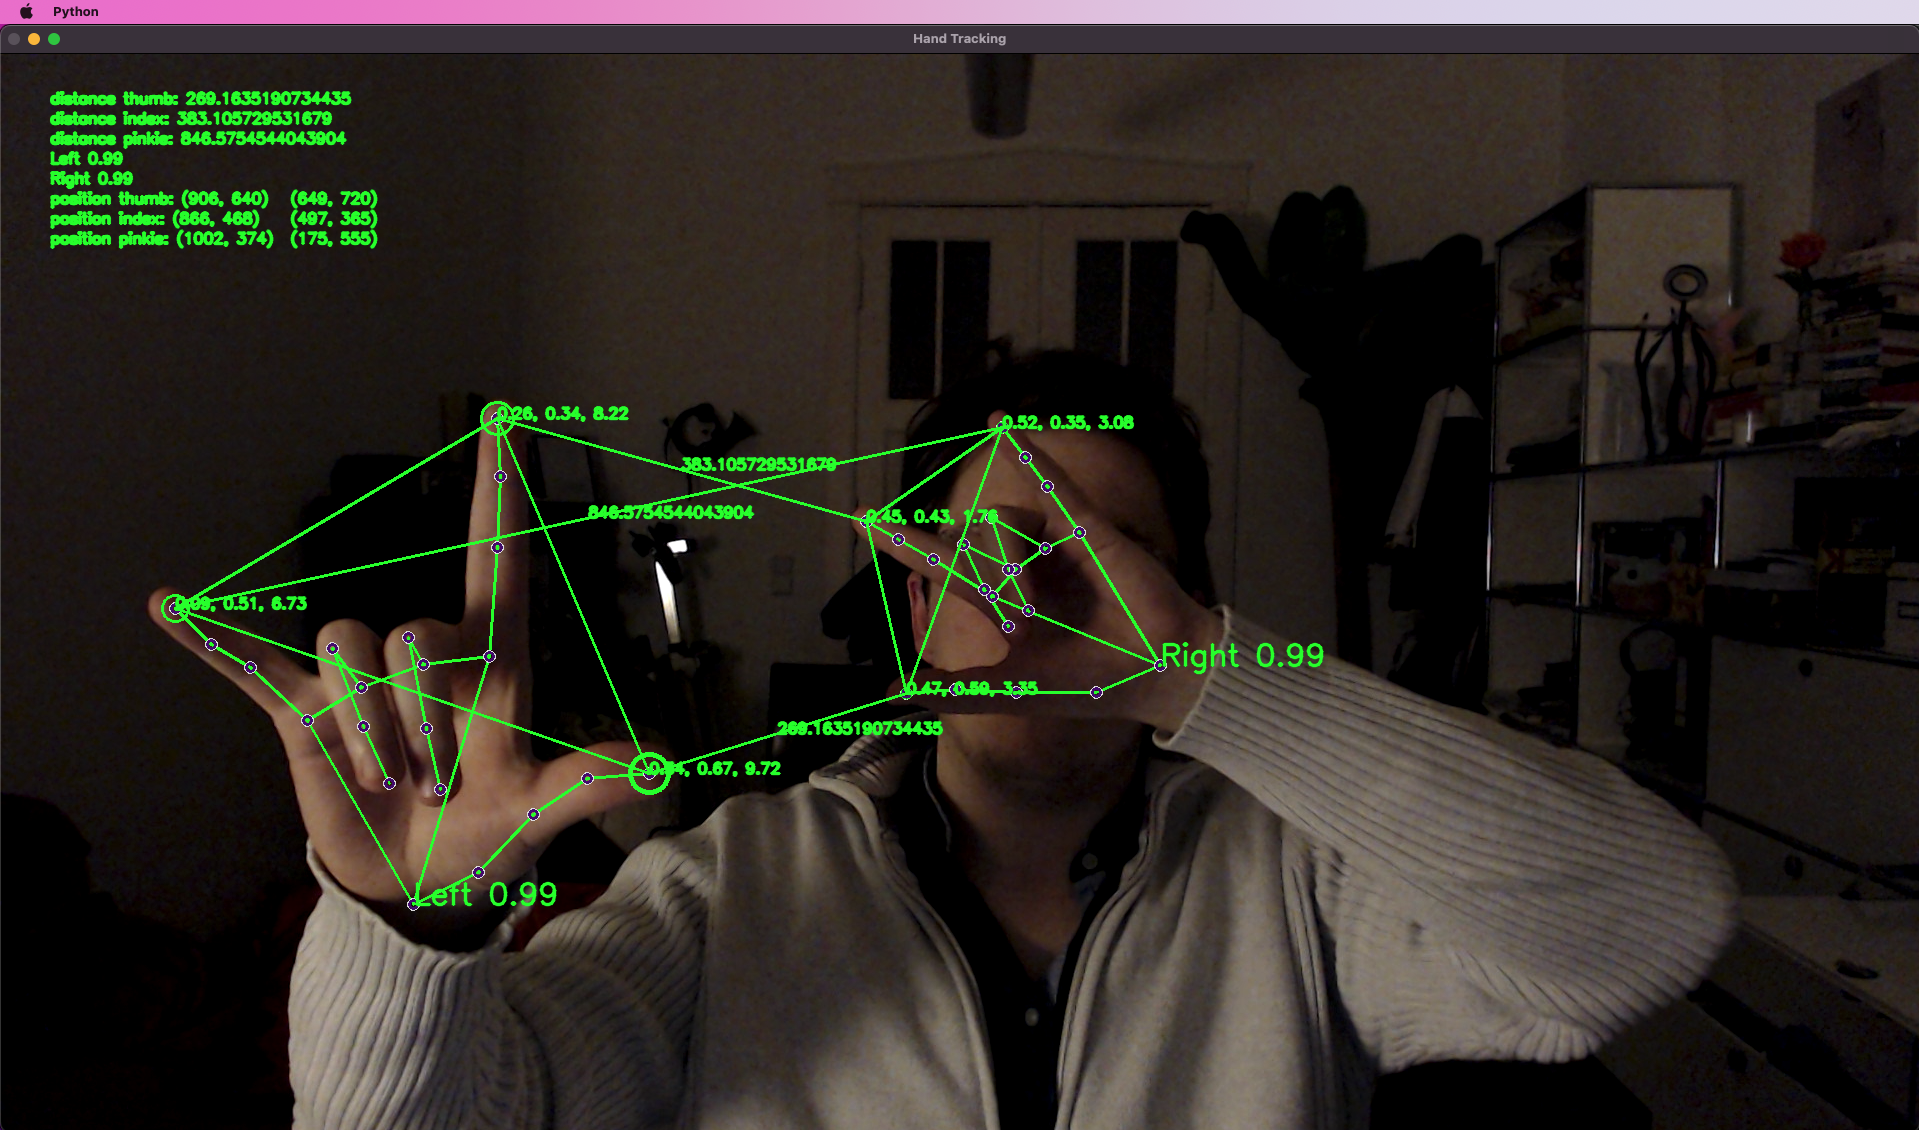 Python
Hand Tracking
distance thumb: 269.1635190734435
distance index: 383.105729531679
distance pinkie: 846.5754544043904
Left 0.99
Right 0.99
position thumb: (906, 640) (649, 720)
position index: (866, 468) (497, 365)
position pinkie: (1002, 374) (175, 555)
0.26, 0.34, 8.22
0.52, 0.35, 3.08
383.105729531679
846.5754544043904
0.45, 0.43, 1.76
0.09, 0.51, 6.73
Right 0.99
0.47, 0.59, 3.35
269.1635190734435
0.34, 0.67, 9.72
Left 0.99